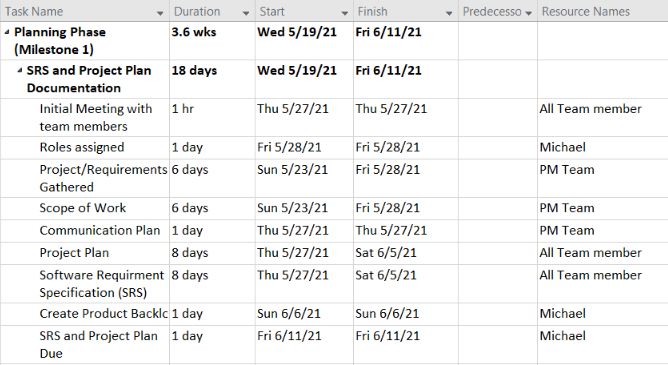 Task Name Duration Start Finish Predecesso Resource Names
Planning Phase (Milestone 1) 3.6 wks Wed 5/19/21 Fri 6/11/21
SRS and Project Plan Documentation 18 days Wed 5/19/21 Fri 6/11/21
Initial Meeting with team members 1 hr Thu 5/27/21 Thu 5/27/21 All Team member
Roles assigned 1 day Fri 5/28/21 Fri 5/28/21 Michael
Project/Requirements Gathered 6 days Sun 5/23/21 Fri 5/28/21 PM Team
Scope of Work 6 days Sun 5/23/21 Fri 5/28/21 PM Team
Communication Plan 1 day Thu 5/27/21 Thu 5/27/21 PM Team
Project Plan 8 days Thu 5/27/21 Sat 6/5/21 All Team member
Software Requirment Specification (SRS) 8 days Thu 5/27/21 Sat 6/5/21 All Team member
Create Product Backlc 1 day Sun 6/6/21 Sun 6/6/21 Michael
SRS and Project Plan Due 1 day Fri 6/11/21 Fri 6/11/21 Michael